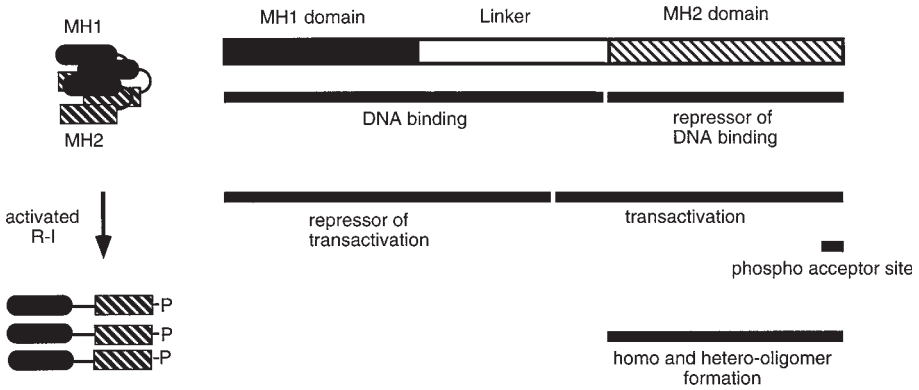 MH1 domain
Linker
MH2 domain
MH1
MH2
DNA binding
repressor of
DNA binding
activated
R-I
repressor of
transactivation
transactivation
phospho acceptor site
-P
-P
-P
homo and hetero-oligomer
formation